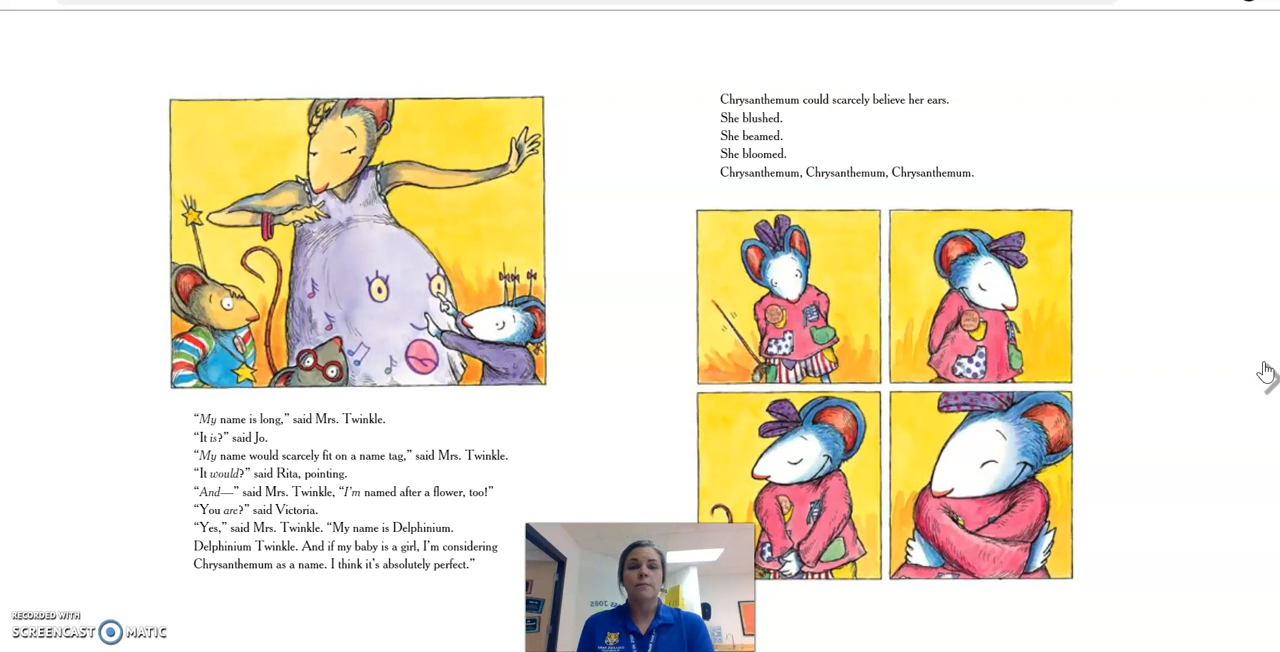 “My name is long,” said Mrs. Twinkle.
“It is?” said Jo.
“My name would scarcely fit on a name tag,” said Mrs. Twinkle.
“It would?” said Rita, pointing.
“And—” said Mrs. Twinkle, “I’m named after a flower, too!”
“You are?” said Victoria.
“Yes,” said Mrs. Twinkle. “My name is Delphinium.
Delphinium Twinkle. And if my baby is a girl, I’m considering
Chrysanthemum as a name. I think it’s absolutely perfect.”
Chrysanthemum could scarcely believe her ears.
She blushed.
She beamed.
She bloomed.
Chrysanthemum, Chrysanthemum, Chrysanthemum.
RECORDED WITH
SCREENCAST MATIC